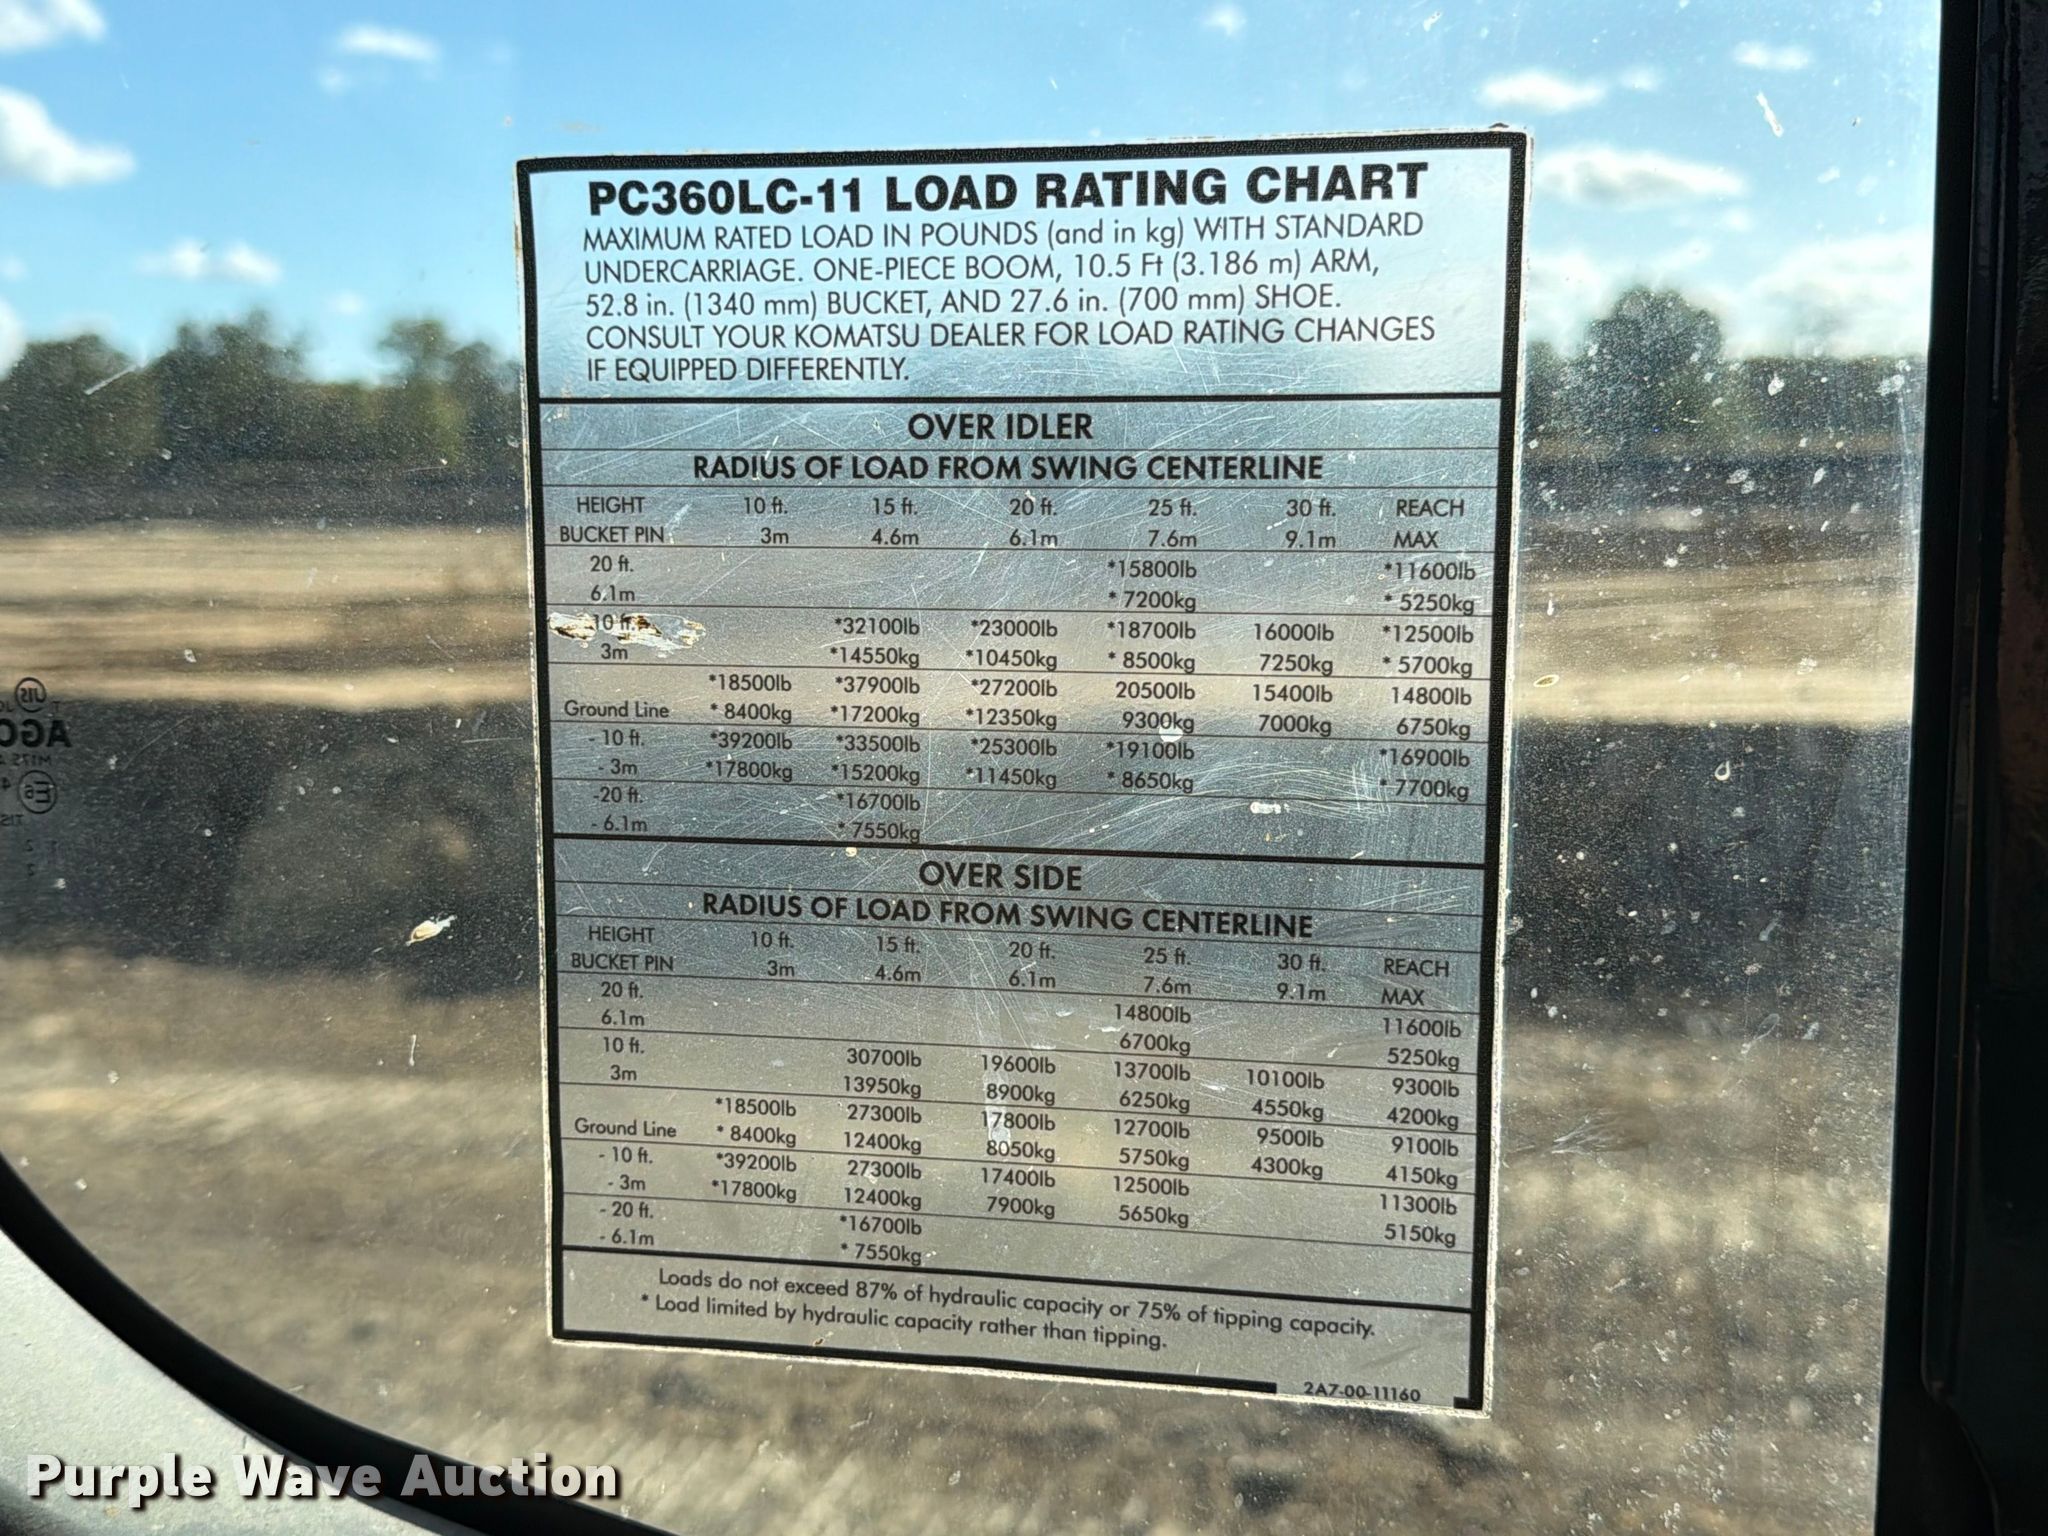 PC360LC-11 LOAD RATING CHART
MAXIMUM RATED LOAD IN POUNDS (and in kg) WITH STANDARD
UNDERCARRIAGE. ONE-PIECE BOOM, 10.5 Ft (3.186 m) ARM,
52.8 in. (1340 mm) BUCKET, AND 27.6 in. (700 mm) SHOE.
CONSULT YOUR KOMATSU DEALER FOR LOAD RATING CHANGES
IF EQUIPPED DIFFERENTLY.
OVER IDLER
RADIUS OF LOAD FROM SWING CENTERLINE
HEIGHT 10 ft. 15 ft. 20 ft. 25 ft. 30 ft. REACH
BUCKET PIN 3m 4.6m 6.1m 7.6m 9.1m MAX
20 ft. *15800lb *11600lb
6.1m * 7200kg * 5250kg
10 ft. *32100lb *23000lb *18700lb 16000lb *12500lb
3m *14550kg *10450kg * 8500kg 7250kg * 5700kg
*18500lb *37900lb *27200lb 20500lb 15400lb 14800lb
Ground Line * 8400kg *17200kg *12350kg 9300kg 7000kg 6750kg
- 10 ft. *39200lb *33500lb *25300lb *19100lb *16900lb
- 3m *17800kg *15200kg *11450kg * 8650kg * 7700kg
-20 ft. *16700lb
- 6.1m * 7550kg
OVER SIDE
RADIUS OF LOAD FROM SWING CENTERLINE
HEIGHT 10 ft. 15 ft. 20 ft. 25 ft. 30 ft. REACH
BUCKET PIN 3m 4.6m 6.1m 7.6m 9.1m MAX
20 ft. 14800lb 11600lb
6.1m 6700kg 5250kg
10 ft. 30700lb 19600lb 13700lb 10100lb 9300lb
3m 13950kg 8900kg 6250kg 4550kg 4200kg
*18500lb 27300lb 17800lb 12700lb 9500lb 9100lb
Ground Line * 8400kg 12400kg 8050kg 5750kg 4300kg 4150kg
- 10 ft. *39200lb 27300lb 17400lb 12500lb 11300lb
- 3m *17800kg 12400kg 7900kg 5650kg 5150kg
- 20 ft. *16700lb
- 6.1m * 7550kg
Loads do not exceed 87% of hydraulic capacity or 75% of tipping capacity.
* Load limited by hydraulic capacity rather than tipping.
2A7-00-11160
Purple Wave Auction